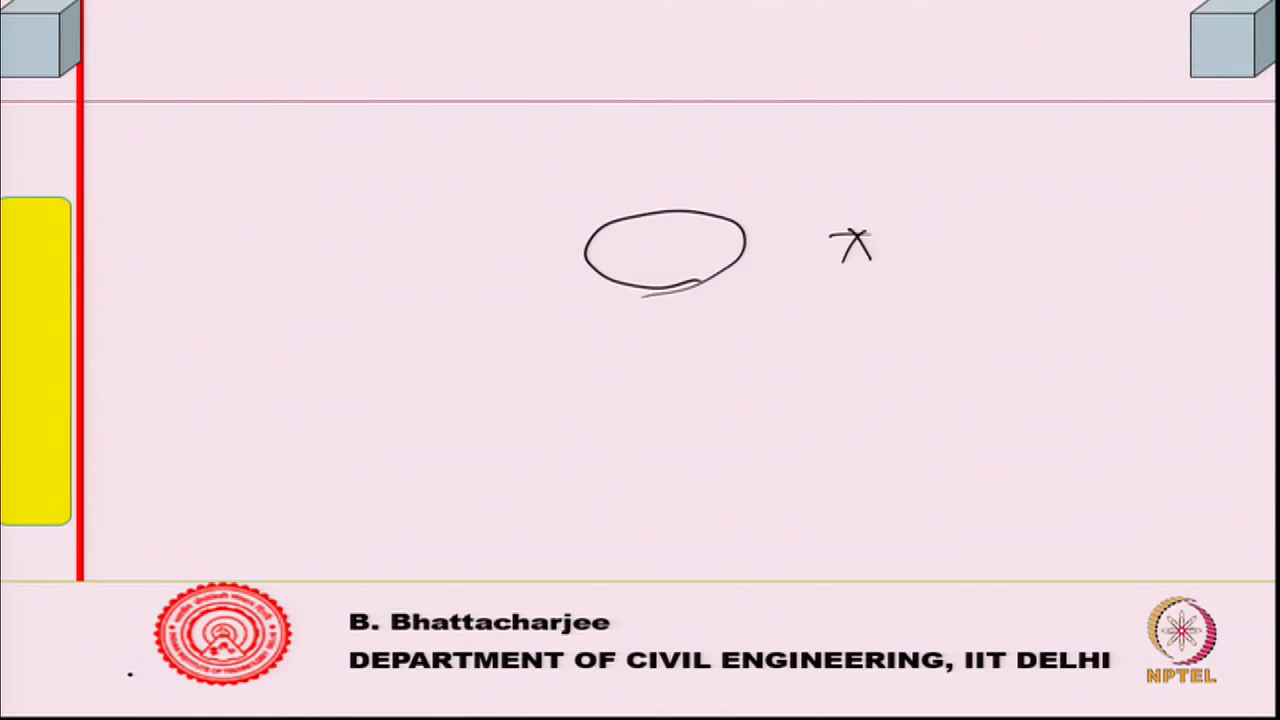 B. Bhattacharjee
DEPARTMENT OF CIVIL ENGINEERING, IIT DELHI
NPTEL